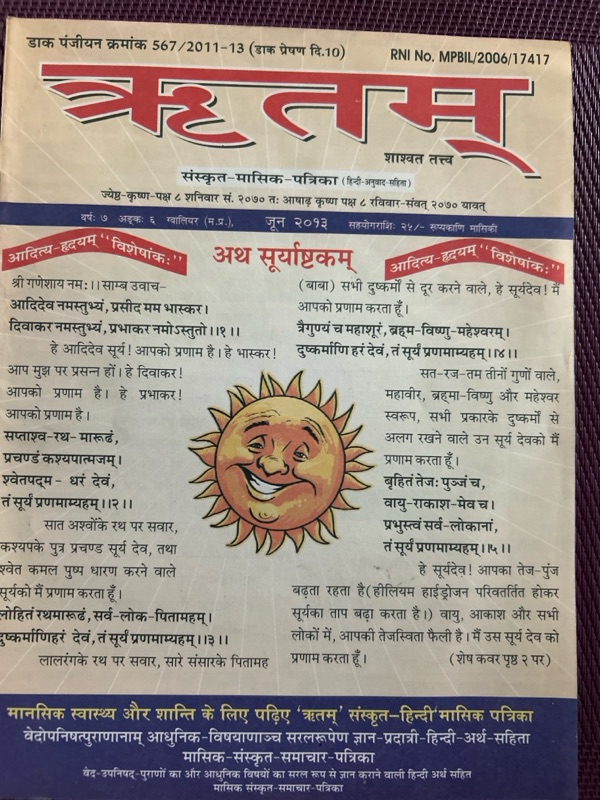 डाक पंजीयन क्रमांक 567/2011-13 (डाक प्रेषण दि.10)
RNI No. MPBIL/2006/17417
ऋतम्
शाश्वत तत्त्व
संस्कृत-मासिक-पत्रिका (हिन्दी-अनुवाद-सहिता)
ज्येष्ठ-कृष्ण-पक्ष ८ शनिवार सं. २०७० त: आषाढ़ कृष्ण पक्ष ८ रविवार-संवत् २०७० यावत्
वर्ष: ७ अङ्क: ६ ग्वालियर (म.प्र.), जून २०१३ सहयोगराशि: २५/- रूप्यकाणि मासिकी
आदित्य-हृदयम् "विशेषांक:"
अथ सूर्याष्टकम्
आदित्य-हृदयम् "विशेषांक:"
श्री गणेशाय नम:।। साम्ब उवाच-
आदिदेव नमस्तुभ्यं, प्रसीद मम भास्कर।
दिवाकर नमस्तुभ्यं, प्रभाकर नमोऽस्तुतो।।१।।
हे आदिदेव सूर्य! आपको प्रणाम है। हे भास्कर!
आप मुझ पर प्रसन्न हों। हे दिवाकर!
आपको प्रणाम है। हे प्रभाकर!
आपको प्रणाम है।
सप्ताश्व-रथ-मारूढं,
प्रचण्डं कश्यपात्मजम्।
श्वेतपद्म- धरं देवं,
तं सूर्यं प्रणमाम्यहम्।।२।।
सात अश्वोंके रथ पर सवार,
कश्यपके पुत्र प्रचण्ड सूर्य देव, तथा
श्वेत कमल पुष्प धारण करने वाले
सूर्यको मैं प्रणाम करता हूँ।
लोहितं रथमारूढं, सर्व-लोक-पितामहम्।
दुष्कर्माणिहरं देवं, तं सूर्यं प्रणमाम्यहम्।।३।।
लालरंगके रथ पर सवार, सारे संसारके पितामह
(बाबा) सभी दुष्कर्मों से दूर करने वाले, हे सूर्यदेव! मैं
आपको प्रणाम करता हूँ।
त्रैगुण्यं च महाशूरं, ब्रह्म-विष्णु-महेश्वरम्।
दुष्कर्माणि हरं देवं, तं सूर्यं प्रणमाम्यहम्।।४।।
सत-रज-तम तीनों गुणों वाले,
महावीर, ब्रह्मा-विष्णु और महेश्वर
स्वरूप, सभी प्रकारके दुष्कर्मों से
अलग रखने वाले उन सूर्य देवको मैं
प्रणाम करता हूँ।
बृहितं तेज: पुञ्जं च,
वायु-राकाश-मेव च।
प्रभुस्त्वं सर्व-लोकानां,
तं सूर्यं प्रणमाम्यहम्।।५।।
हे सूर्यदेव! आपका तेज-पुंज
बढ़ता रहता है (हीलियम हाईड्रोजन परिवर्तित होकर
सूर्यका ताप बढ़ा करता है।) वायु, आकाश और सभी
लोकों में, आपकी तेजस्विता फैली है। मैं उस सूर्य देव को
प्रणाम करता हूँ। (शेष कवर पृष्ठ २ पर)
मानसिक स्वास्थ्य और शान्ति के लिए पढ़िए 'ऋतम्' संस्कृत-हिन्दी'मासिक पत्रिका
वेदोपनिषत्पुराणानाम् आधुनिक-विषयाणाञ्च सरलरूपेण ज्ञान-प्रदात्री-हिन्दी-अर्थ-सहिता
मासिक-संस्कृत-समाचार-पत्रिका
वेद-उपनिषद्-पुराणों का और आधुनिक विषयों का सरल रूप से ज्ञान कराने वाली हिन्दी अर्थ सहित
मासिक संस्कृत-समाचार-पत्रिका